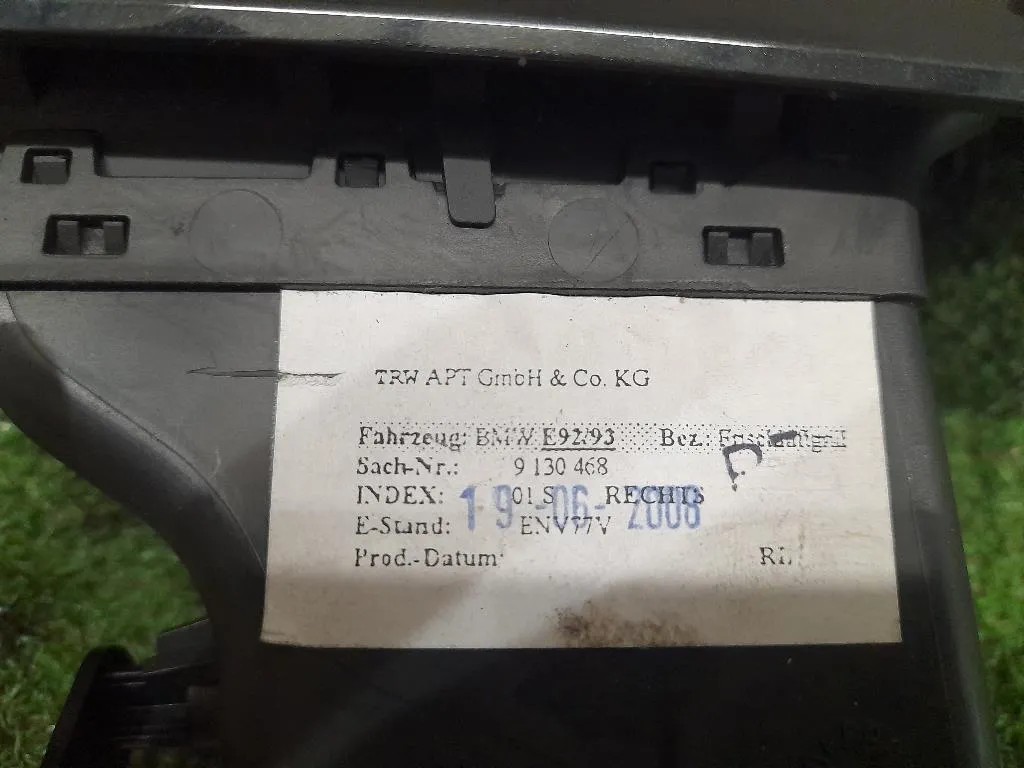 TRW APT GmbH & Co. KG
Fahrzeug: BMW E92/93 Bez.:
Sach-Nr.: 9 130 468
INDEX: 01 S RECHTS
19 -06- 2008
E-Stand:
Prod.-Datum: